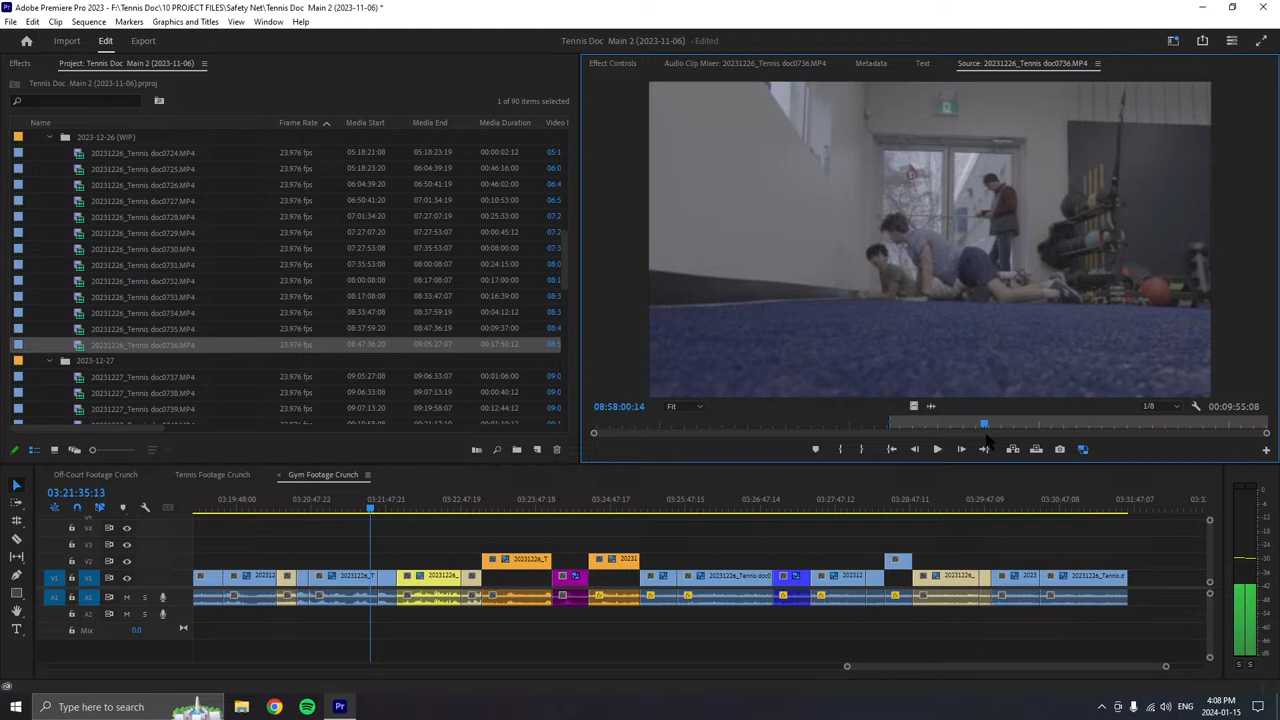 Adobe Premiere Pro 2023 - F:\Tennis Doc\10 PROJECT FILES\Safety Net\Tennis Doc Main 2 (2023-11-06) *
File Edit Clip Sequence Markers Graphics and Titles View Window Help
Import Edit Export Tennis Doc Main 2 (2023-11-06) - Edited
Effects Project: Tennis Doc Main 2 (2023-11-06) Effect Controls Audio Clip Mixer: 20231226_Tennis doc0736.MP4 Metadata Text Source: 20231226_Tennis doc0736.MP4
Tennis Doc Main 2 (2023-11-06).prproj
1 of 90 items selected
Name Frame Rate Media Start Media End Media Duration Video I
2023-12-26 (WIP)
20231226_Tennis doc0724.MP4 23.976 fps 05:18:21:08 05:18:23:19 00:00:02:12 05:1
20231226_Tennis doc0725.MP4 23.976 fps 05:18:23:20 06:04:39:19 00:46:16:00 05:1
20231226_Tennis doc0726.MP4 23.976 fps 06:04:39:20 06:50:41:19 00:46:02:00 06:4
20231226_Tennis doc0727.MP4 23.976 fps 06:50:41:20 07:01:34:19 00:10:53:00 06:5
20231226_Tennis doc0728.MP4 23.976 fps 07:01:34:20 07:27:07:19 00:25:33:00 07:2
20231226_Tennis doc0729.MP4 23.976 fps 07:27:07:20 07:27:53:07 00:00:45:12 07:2
20231226_Tennis doc0730.MP4 23.976 fps 07:27:53:08 07:35:53:07 00:08:00:00 07:3
20231226_Tennis doc0731.MP4 23.976 fps 07:35:53:08 08:00:08:07 00:24:15:00 08:0
20231226_Tennis doc0732.MP4 23.976 fps 08:00:08:08 08:17:08:07 00:17:00:00 08:0
20231226_Tennis doc0733.MP4 23.976 fps 08:17:08:08 08:33:47:07 00:16:39:00 08:3
20231226_Tennis doc0734.MP4 23.976 fps 08:33:47:08 08:37:59:19 00:04:12:12 08:3
20231226_Tennis doc0735.MP4 23.976 fps 08:37:59:20 08:47:36:19 00:09:37:00 08:4
20231226_Tennis doc0736.MP4 23.976 fps 08:47:36:20 09:05:27:07 00:17:50:12 08:5
2023-12-27
20231227_Tennis doc0737.MP4 23.976 fps 09:05:27:08 09:06:33:07 00:01:06:00 09:0
20231227_Tennis doc0738.MP4 23.976 fps 09:06:33:08 09:07:13:19 00:00:40:12 09:0
20231227_Tennis doc0739.MP4 23.976 fps 09:07:13:20 09:19:58:07 00:12:44:12 09:0
08:58:00:14 Fit 1/8 00:09:55:08
Off-Court Footage Crunch Tennis Footage Crunch × Gym Footage Crunch
03:21:35:13
03:19:48:00 03:20:47:22 03:21:47:21 03:22:47:19 03:23:47:18 03:24:47:17 03:25:47:15 03:26:47:14 03:27:47:12 03:28:47:11 03:29:47:09 03:30:47:08 03:31:47:07 03:3
V4
V3
V2 20231226_T 20231
V1 V1 202312 20231226_T 20231226_ 20231226_Tennis doc0 202312 20231226_ 2023 20231226_Tennis d
A1 A1 M S
A2 M S
Mix 0.0
S S
Type here to search
4:08 PM
2024-01-15